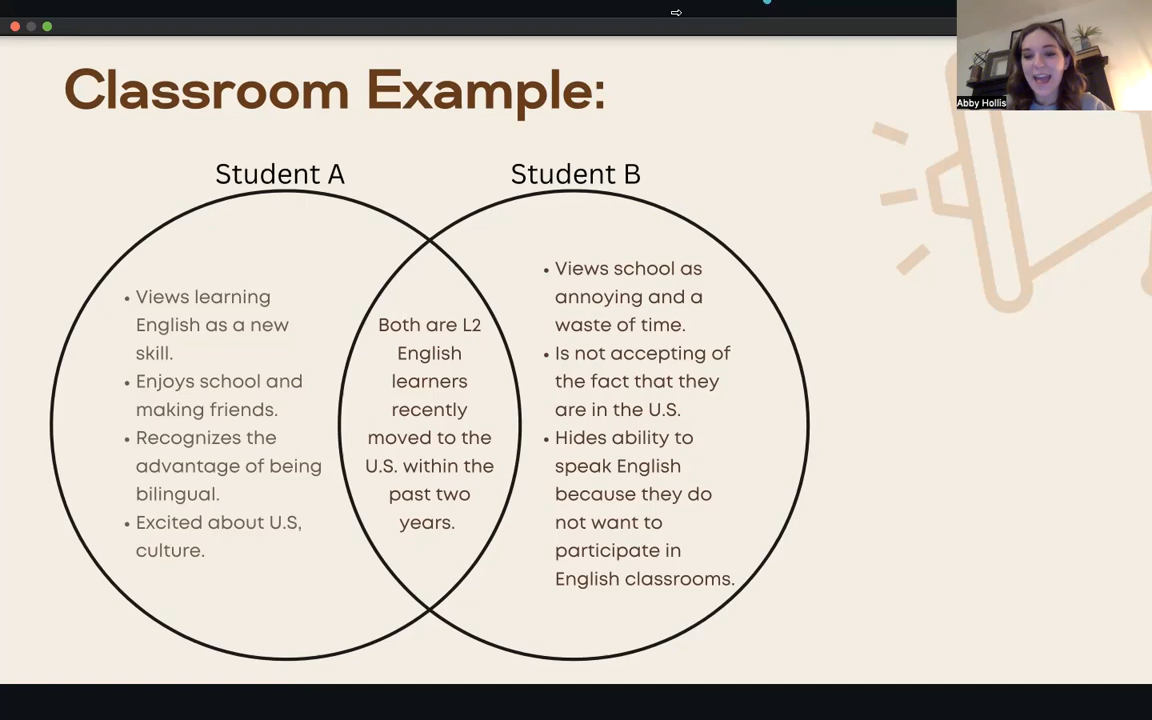 Classroom Example:
Abby Hollis
Student A
Student B
• Views learning
English as a new
skill.
• Enjoys school and
making friends.
• Recognizes the
advantage of being
bilingual.
• Excited about U.S,
culture.
Both are L2
English
learners
recently
moved to the
U.S. within the
past two
years.
• Views school as
annoying and a
waste of time.
• Is not accepting of
the fact that they
are in the U.S.
• Hides ability to
speak English
because they do
not want to
participate in
English classrooms.